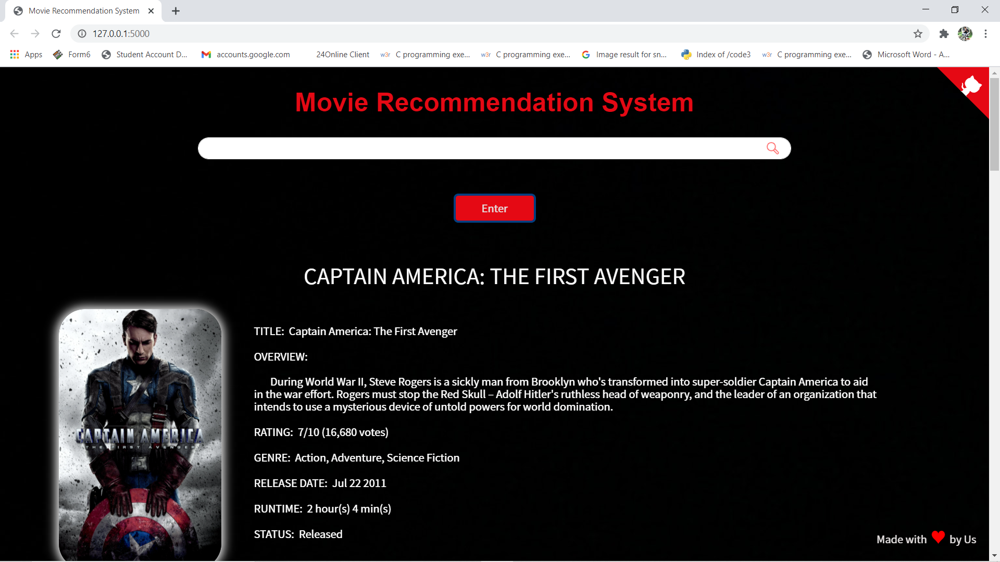 Movie Recommendation System
127.0.0.1:5000
Apps Form6 Student Account D... accounts.google.com 24Online Client w3r C programming exe... w3r C programming exe... G Image result for sn... Index of /code3 w3r C programming exe... Microsoft Word - A...
Movie Recommendation System
Enter
CAPTAIN AMERICA: THE FIRST AVENGER
CAPTAIN AMERICA
THE FIRST AVENGER
TITLE: Captain America: The First Avenger
OVERVIEW:
During World War II, Steve Rogers is a sickly man from Brooklyn who's transformed into super-soldier Captain America to aid
in the war effort. Rogers must stop the Red Skull – Adolf Hitler's ruthless head of weaponry, and the leader of an organization that
intends to use a mysterious device of untold powers for world domination.
RATING: 7/10 (16,680 votes)
GENRE: Action, Adventure, Science Fiction
RELEASE DATE: Jul 22 2011
RUNTIME: 2 hour(s) 4 min(s)
STATUS: Released
Made with ♥ by Us